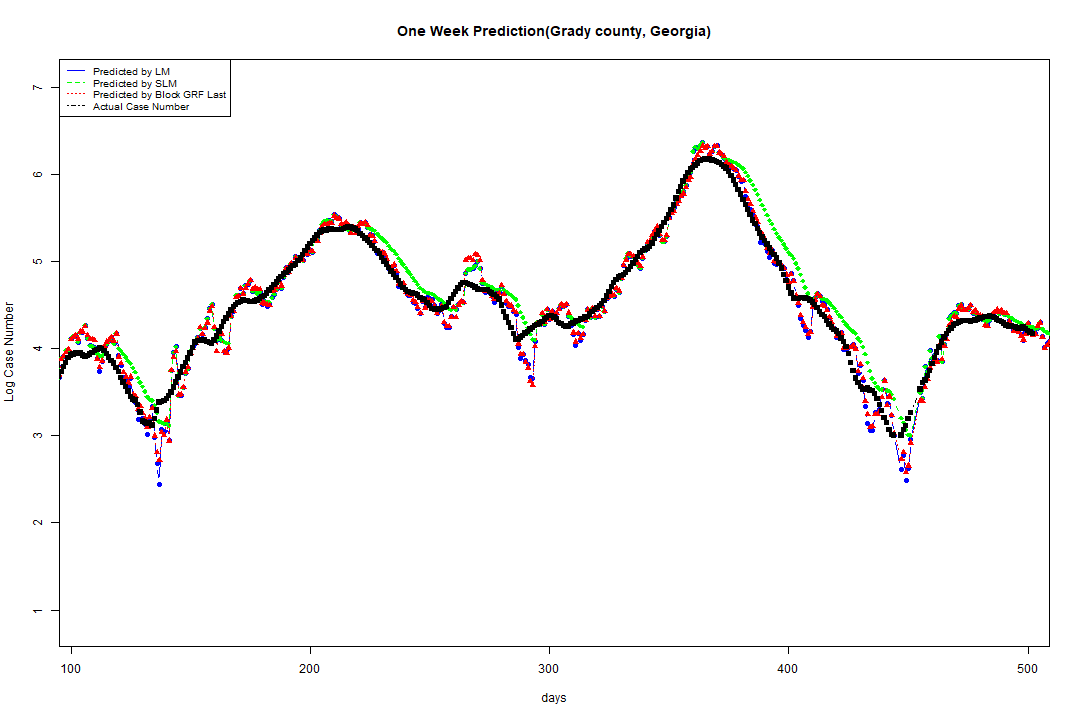 One Week Prediction(Grady county, Georgia)
Predicted by LM
Predicted by SLM
Predicted by Block GRF Last
Actual Case Number
7
6
5
4
3
2
1
Log Case Number
100 200 300 400 500
days